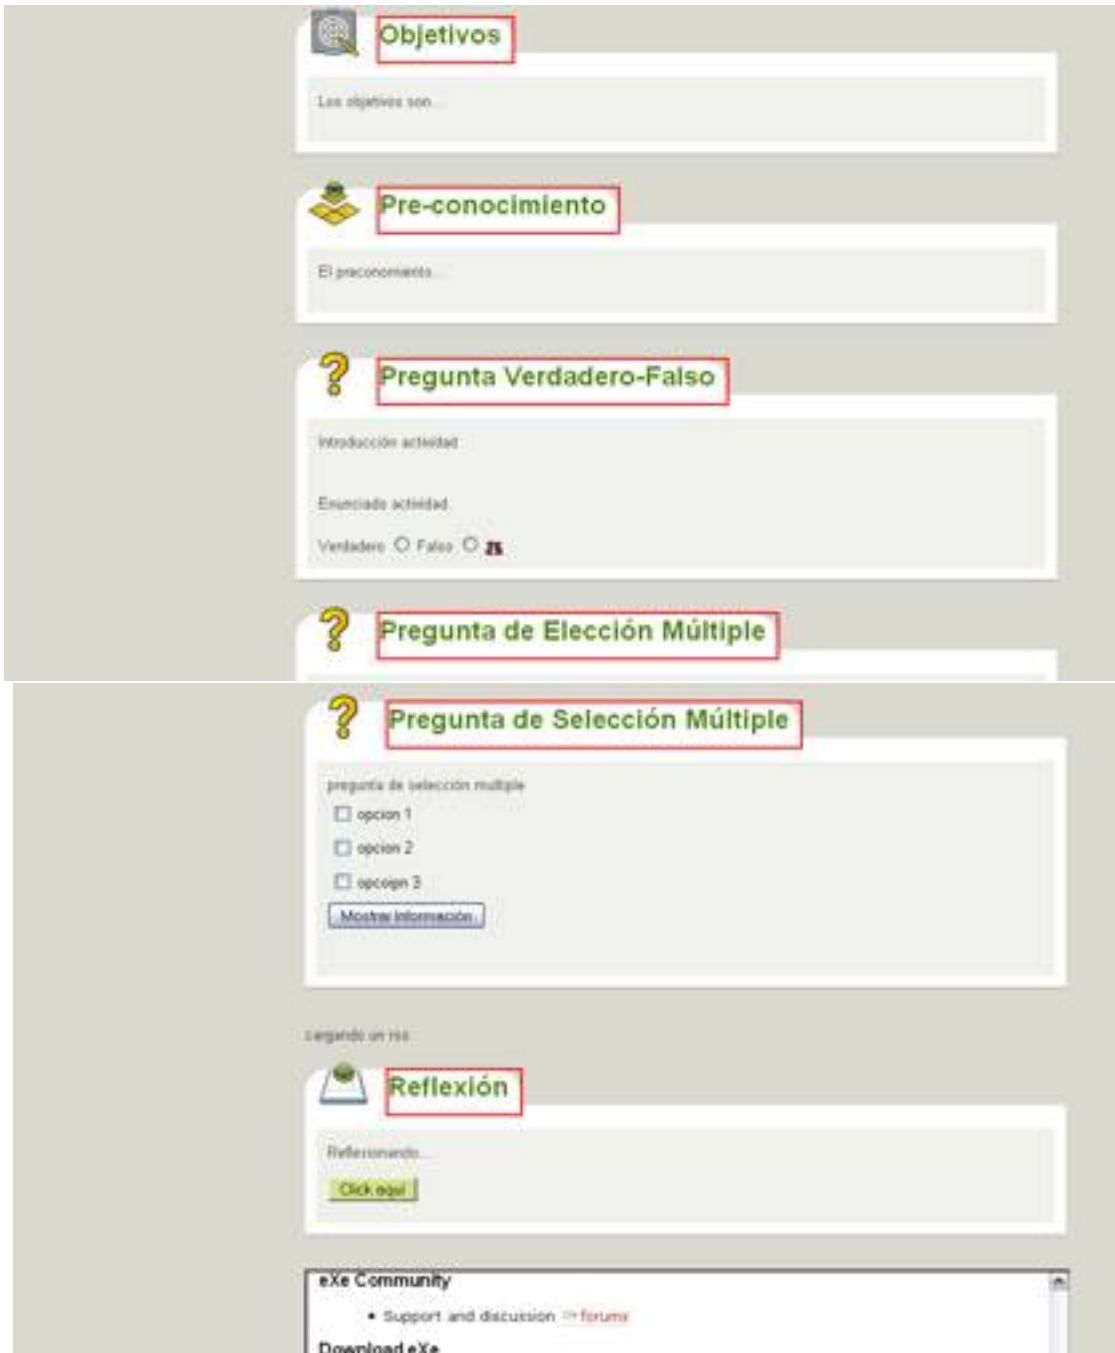 Objetivos
Los objetivos son...
Pre-conocimiento
El preconomiento...
Pregunta Verdadero-Falso
Introducción actividad
Enunciado actividad
Verdadero Falso
Pregunta de Elección Múltiple
Pregunta de Selección Múltiple
pregunta de selección multiple
opcion 1
opcion 2
opcoipn 3
Mostrar Información
cargando un rss
Reflexión
Reflexionando...
Click aquí
eXe Community
• Support and discussion forums
Download eXe